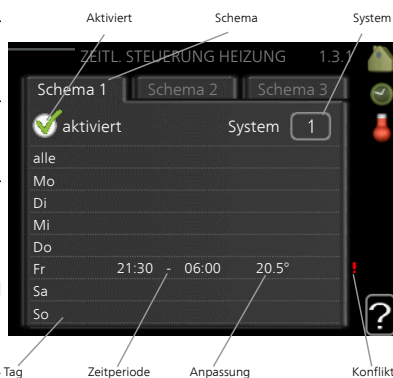 Aktiviert Schema System
ZEITL. STEUERUNG HEIZUNG 1.3.1
Schema 1 Schema 2 Schema 3
aktiviert System 1
alle
Mo
Di
Mi
Do
Fr 21:30 - 06:00 20.5° !
Sa
So
?
Tag Zeitperiode Anpassung Konflikt